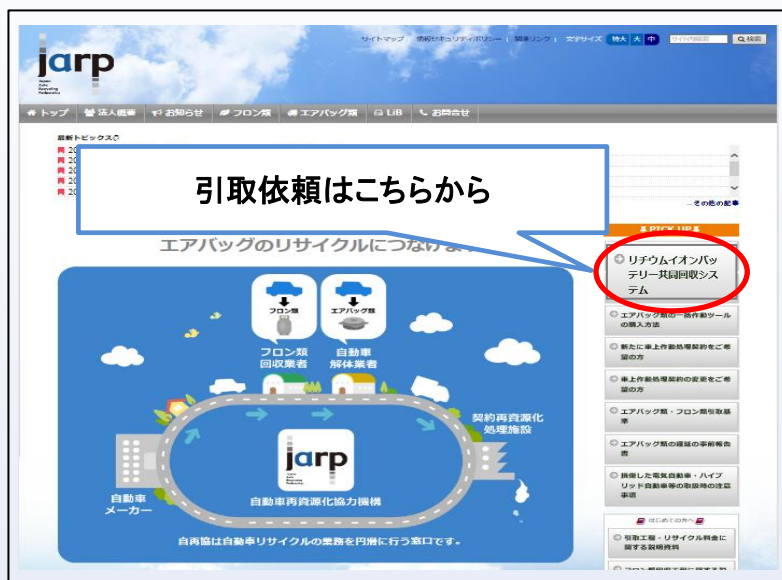 サイトマップ 情報セキュリティポリシー | 関連リンク | 文字サイズ 特大 大 中 サイト内検索 検索
jarp
Japan
Auto
Recycling
Partnership
トップ 法人概要 お知らせ フロン類 エアバッグ類 LiB お問合せ
最新トピックス
20
20
20
20
20
…その他の記事
引取依頼はこちらから
エアバッグのリサイクルにつなげま
PICK UP
リチウムイオンバッ
テリー共同回収シス
テム
エアバッグ類の一括作動ツール
の購入方法
新たに車上作動処理契約をご希
望の方
車上作動処理契約の変更をご希
望の方
エアバッグ類・フロン類引取基
準
エアバッグ類の遅延の事前報告
書
損傷した電気自動車・ハイブ
リッド自動車等の取扱時の注意
事項
はじめての方へ
引取工程・リサイクル料金に
関する説明資料
フロン類
エアバッグ類
フロン類
回収業者
自動車
解体業者
契約再資源化
処理施設
jarp
自動車再資源化協力機構
自動車
メーカー
自再協は自動車リサイクルの業務を円滑に行う窓口です。